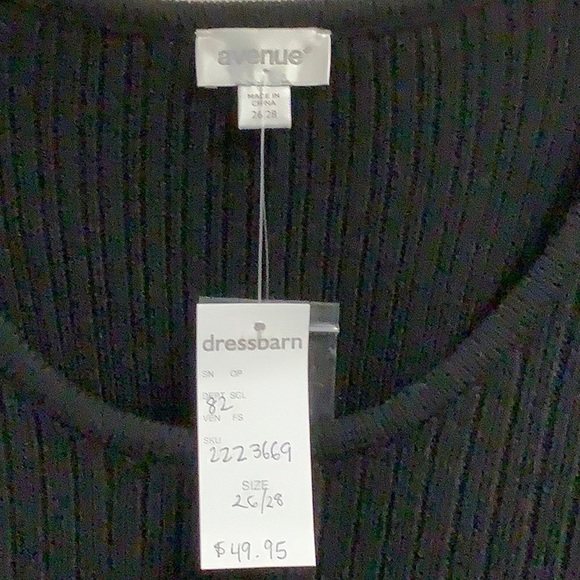 avenue®
MADE IN
CHINA
26/28
dressbarn
SN OP
DEPT SCL
82
VEN FS
SKU
2223669
SIZE
26/28
$49.95